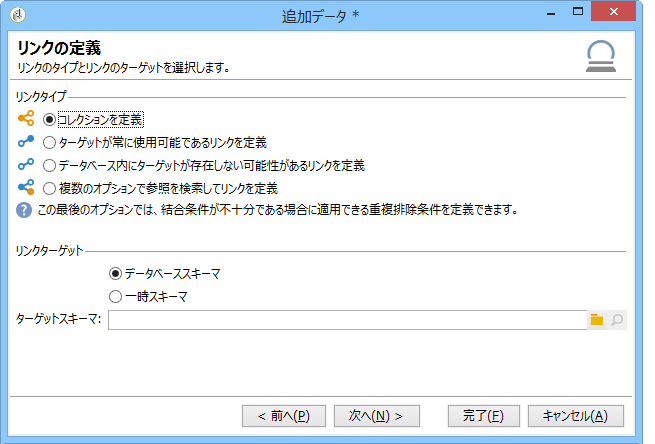 追加データ *
リンクの定義
リンクのタイプとリンクのターゲットを選択します。
リンクタイプ
コレクションを定義
ターゲットが常に使用可能であるリンクを定義
データベース内にターゲットが存在しない可能性があるリンクを定義
複数のオプションで参照を検索してリンクを定義
? この最後のオプションでは、結合条件が不十分である場合に適用できる重複排除条件を定義できます。
リンクターゲット
データベーススキーマ
一時スキーマ
ターゲットスキーマ:
< 前へ(P) 次へ(N) > 完了(F) キャンセル(A)